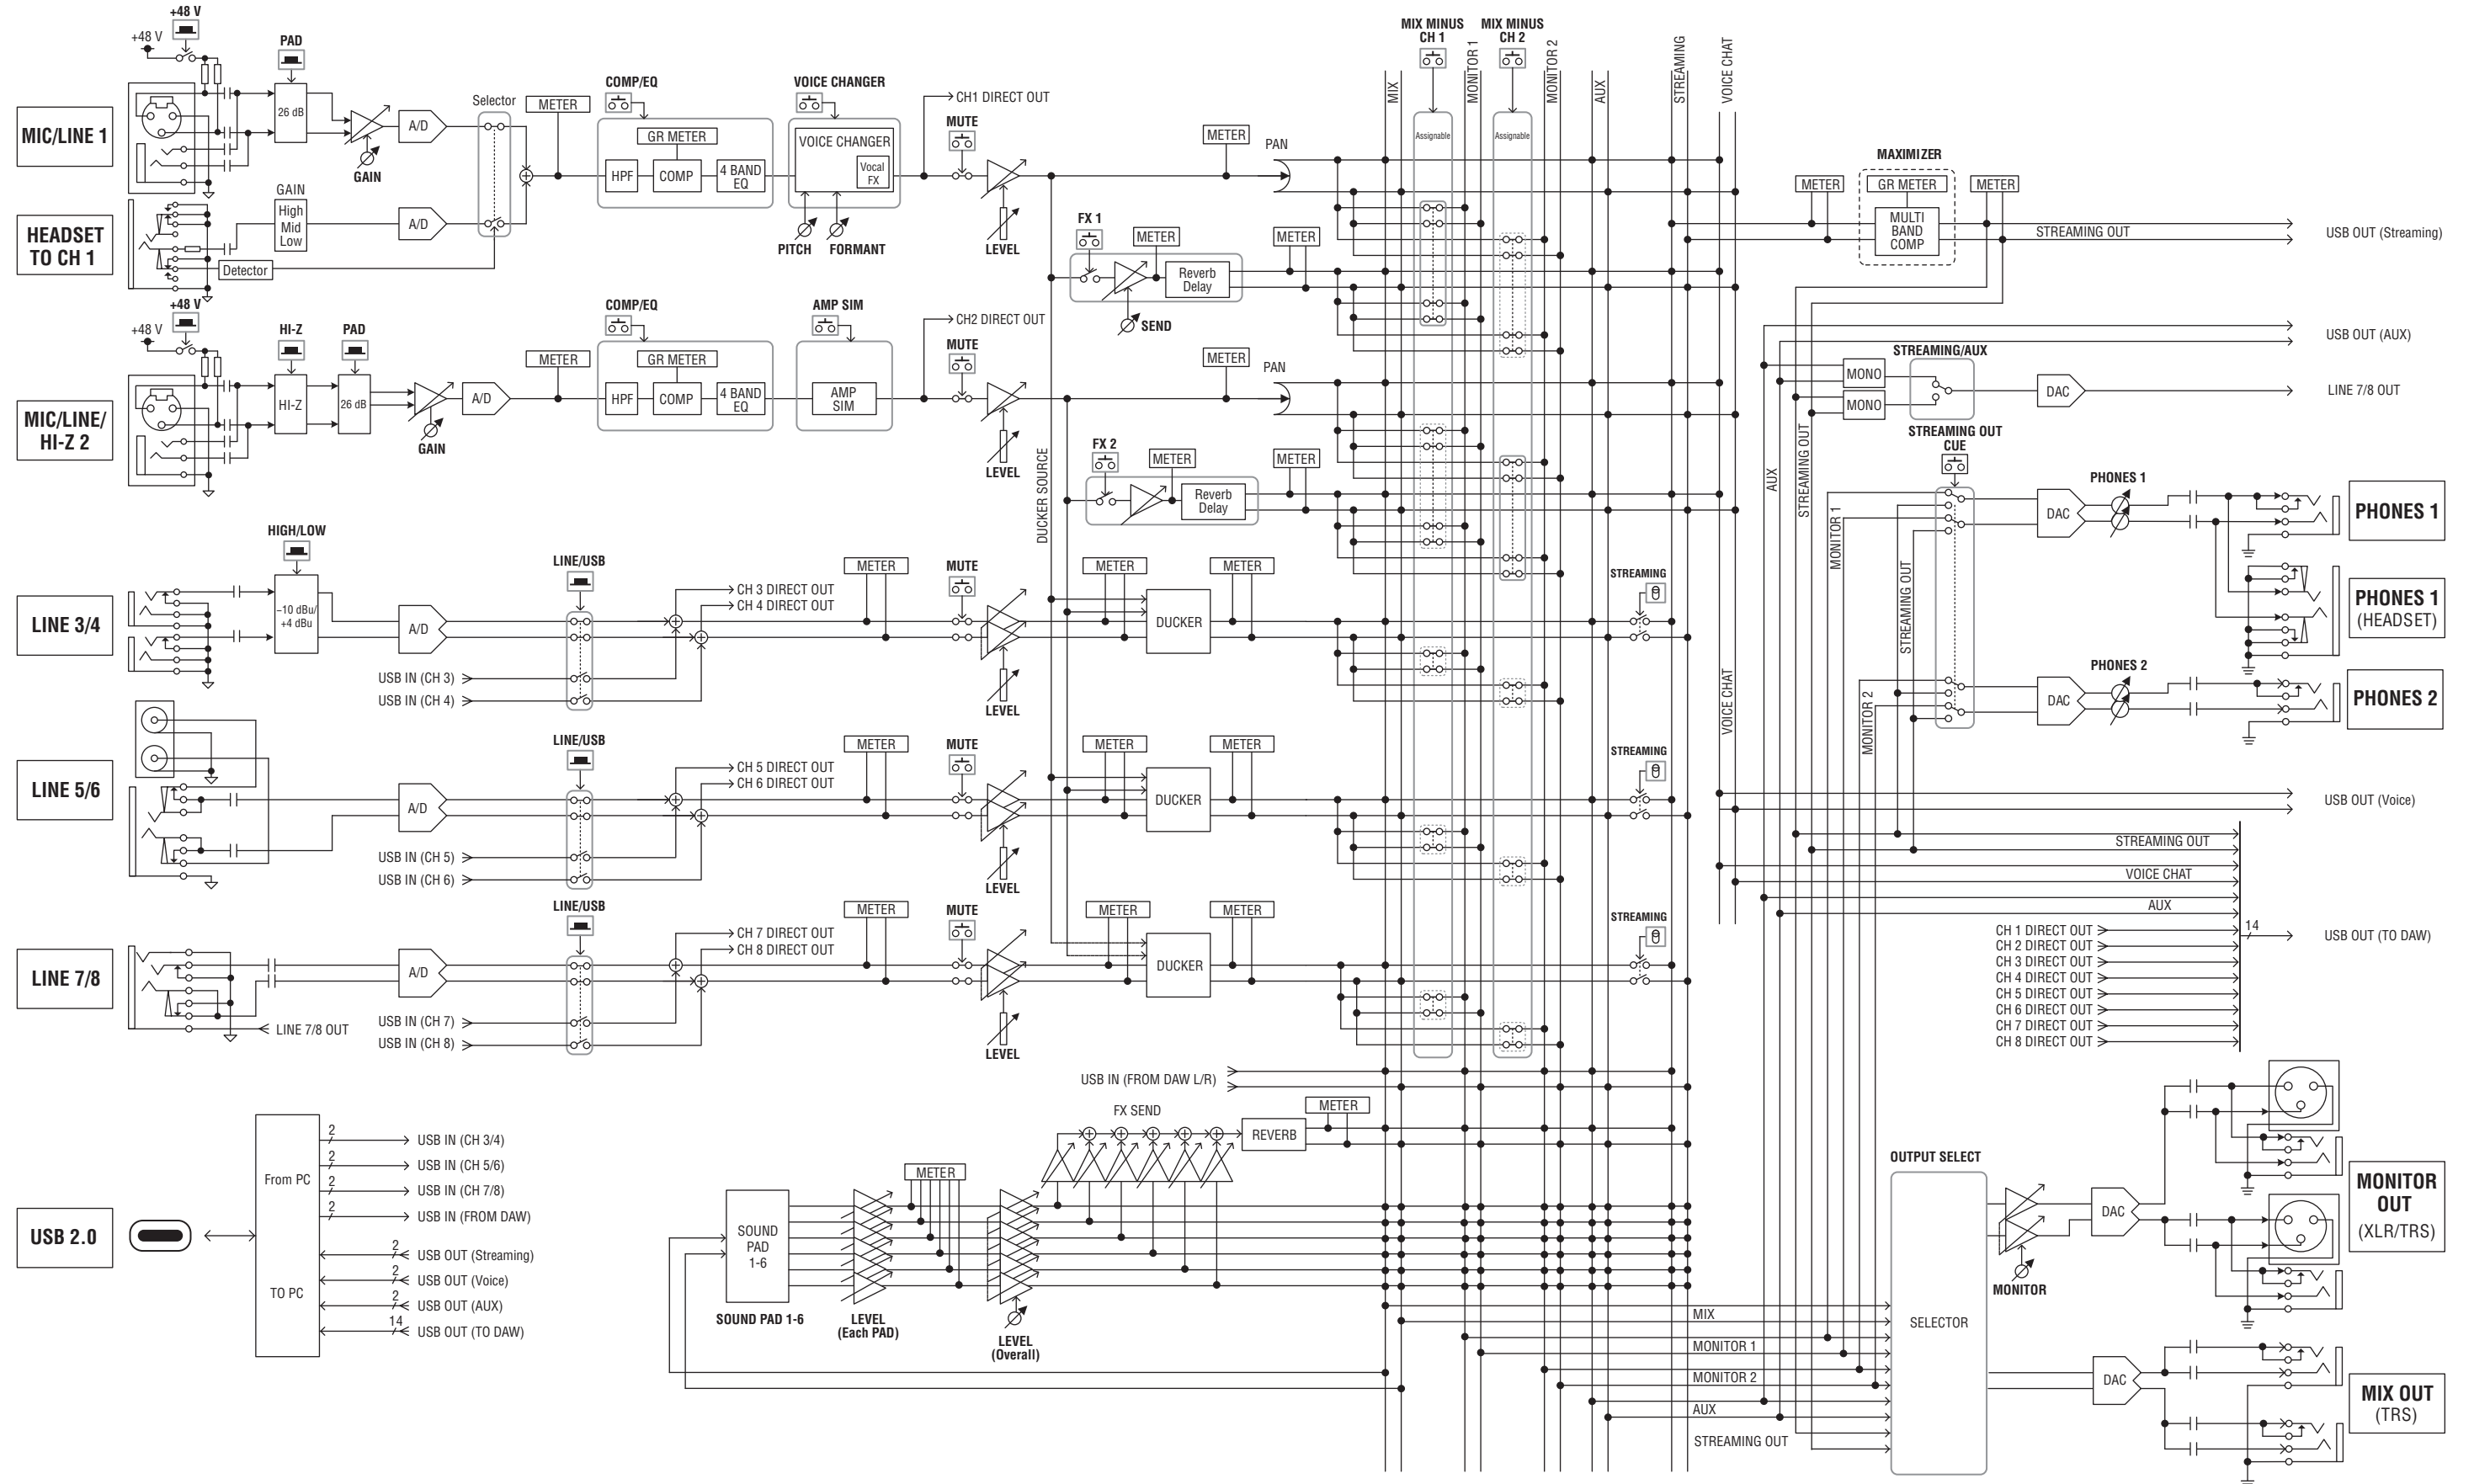 +48 V
+48 V
PAD
26 dB
MIC/LINE 1
GAIN
A/D
Selector
METER
COMP/EQ
GR METER
HPF
COMP
4 BAND
EQ
VOICE CHANGER
VOICE CHANGER
Vocal
FX
PITCH
FORMANT
CH1 DIRECT OUT
MUTE
LEVEL
METER
PAN
HEADSET
TO CH 1
GAIN
High
Mid
Low
A/D
Detector
FX 1
METER
Reverb
Delay
SEND
METER
+48 V
+48 V
HI-Z
HI-Z
PAD
26 dB
MIC/LINE/
HI-Z 2
GAIN
A/D
METER
COMP/EQ
GR METER
HPF
COMP
4 BAND
EQ
AMP SIM
AMP
SIM
CH2 DIRECT OUT
MUTE
LEVEL
METER
PAN
FX 2
METER
Reverb
Delay
METER
DUCKER SOURCE
LINE 3/4
HIGH/LOW
−10 dBu/
+4 dBu
A/D
LINE/USB
USB IN (CH 3)
USB IN (CH 4)
CH 3 DIRECT OUT
CH 4 DIRECT OUT
METER
MUTE
LEVEL
METER
DUCKER
METER
STREAMING
LINE 5/6
A/D
LINE/USB
USB IN (CH 5)
USB IN (CH 6)
CH 5 DIRECT OUT
CH 6 DIRECT OUT
METER
MUTE
LEVEL
METER
DUCKER
METER
STREAMING
LINE 7/8
LINE 7/8 OUT
A/D
LINE/USB
USB IN (CH 7)
USB IN (CH 8)
CH 7 DIRECT OUT
CH 8 DIRECT OUT
METER
MUTE
LEVEL
METER
DUCKER
METER
STREAMING
USB IN (FROM DAW L/R)
USB 2.0
From PC
TO PC
2
USB IN (CH 3/4)
2
USB IN (CH 5/6)
2
USB IN (CH 7/8)
2
USB IN (FROM DAW)
2
USB OUT (Streaming)
2
USB OUT (Voice)
2
USB OUT (AUX)
14
USB OUT (TO DAW)
SOUND
PAD
1-6
SOUND PAD 1-6
LEVEL
(Each PAD)
METER
LEVEL
(Overall)
FX SEND
REVERB
METER
MIX MINUS
CH 1
MIX MINUS
CH 2
Assignable
Assignable
MIX
MONITOR 1
MONITOR 2
AUX
STREAMING
VOICE CHAT
VOICE CHAT
METER
MAXIMIZER
GR METER
MULTI
BAND
COMP
METER
STREAMING OUT
USB OUT (Streaming)
USB OUT (AUX)
STREAMING/AUX
MONO
MONO
DAC
LINE 7/8 OUT
STREAMING OUT
CUE
AUX
STREAMING OUT
MONITOR 1
MONITOR 2
STREAMING OUT
DAC
PHONES 1
PHONES 1
PHONES 1
(HEADSET)
DAC
PHONES 2
PHONES 2
USB OUT (Voice)
STREAMING OUT
VOICE CHAT
AUX
CH 1 DIRECT OUT
CH 2 DIRECT OUT
CH 3 DIRECT OUT
CH 4 DIRECT OUT
CH 5 DIRECT OUT
CH 6 DIRECT OUT
CH 7 DIRECT OUT
CH 8 DIRECT OUT
14
USB OUT (TO DAW)
OUTPUT SELECT
SELECTOR
MIX
MONITOR 1
MONITOR 2
AUX
STREAMING OUT
MONITOR
DAC
MONITOR
OUT
(XLR/TRS)
DAC
MIX OUT
(TRS)